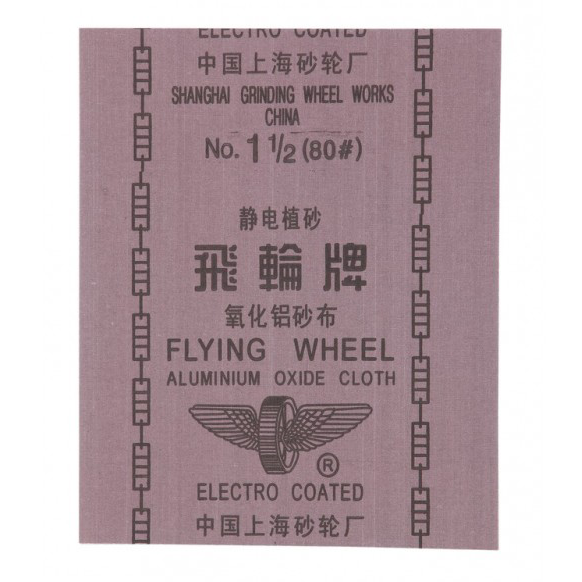 ELECTRO COATED
中国上海砂轮厂
SHANGHAI GRINDING WHEEL WORKS
CHINA
No. 1 1/2 (80#)
静电植砂
飛輪牌
氧化铝砂布
FLYING WHEEL
ALUMINIUM OXIDE CLOTH
®
ELECTRO COATED
中国上海砂轮厂